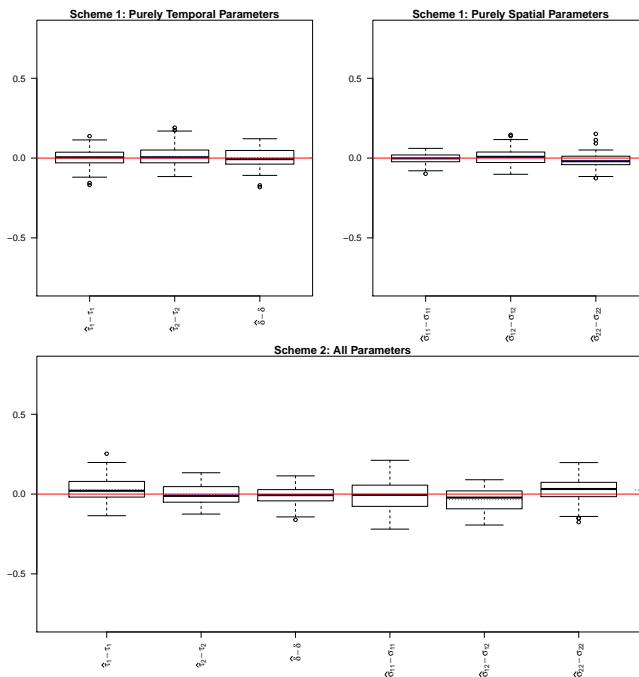 Scheme 1: Purely Temporal Parameters
0.5
0.0
−0.5
τ̂₁ − τ₁
τ̂₂ − τ₂
δ̂ − δ
Scheme 1: Purely Spatial Parameters
0.5
0.0
−0.5
σ̂₁₁ − σ₁₁
σ̂₁₂ − σ₁₂
σ̂₂₂ − σ₂₂
Scheme 2: All Parameters
0.5
0.0
−0.5
τ̂₁ − τ₁
τ̂₂ − τ₂
δ̂ − δ
σ̂₁₁ − σ₁₁
σ̂₁₂ − σ₁₂
σ̂₂₂ − σ₂₂